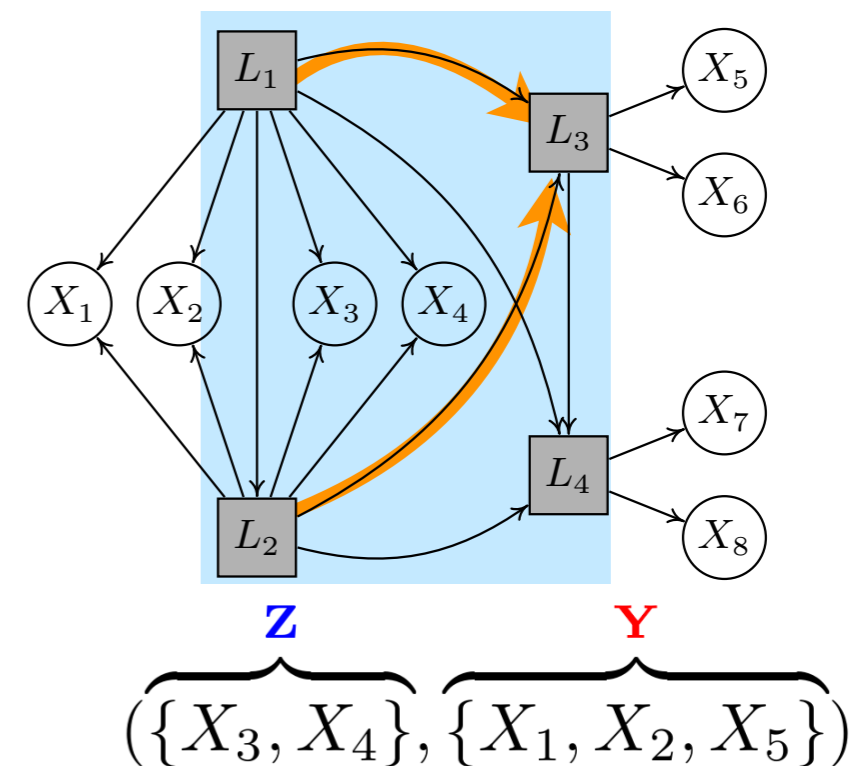 L₁
X₅
L₃
X₆
X₁ X₂ X₃ X₄
X₇
L₄
L₂
X₈
Z Y
({X₃, X₄}, {X₁, X₂, X₅})